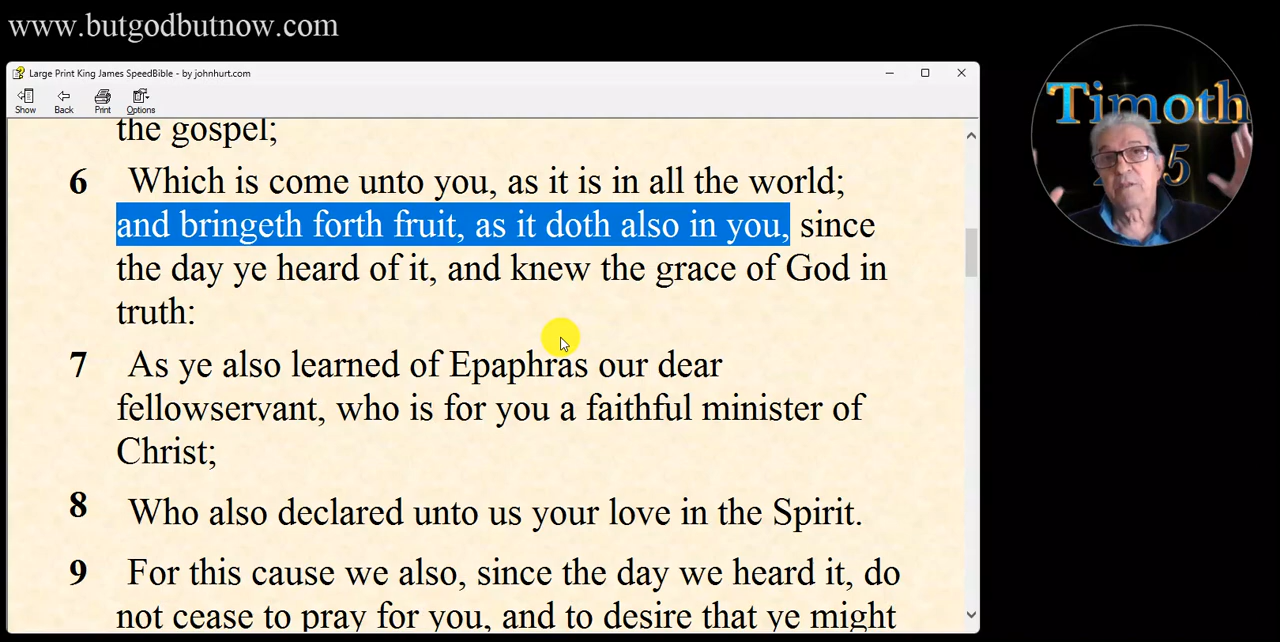 www.butgodbutnow.com
Large Print King James SpeedBible - by johnhurt.com
Show Back Print Options
the gospel;
6 Which is come unto you, as it is in all the world;
and bringeth forth fruit, as it doth also in you, since
the day ye heard of it, and knew the grace of God in
truth:
7 As ye also learned of Epaphras our dear
fellowservant, who is for you a faithful minister of
Christ;
8 Who also declared unto us your love in the Spirit.
9 For this cause we also, since the day we heard it, do
not cease to pray for you, and to desire that ye might
Timoth
5